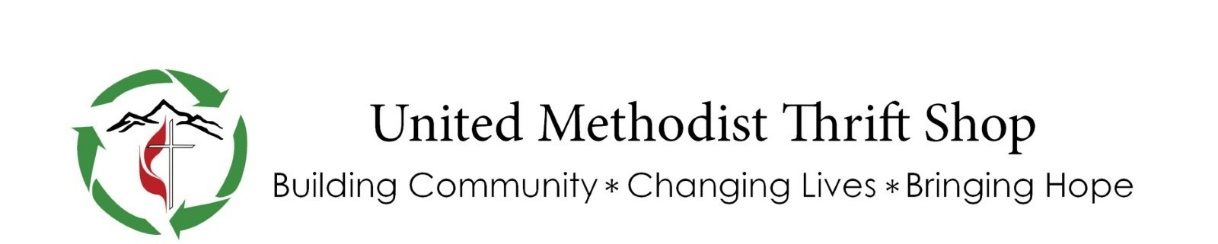 United Methodist Thrift Shop
Building Community * Changing Lives * Bringing Hope